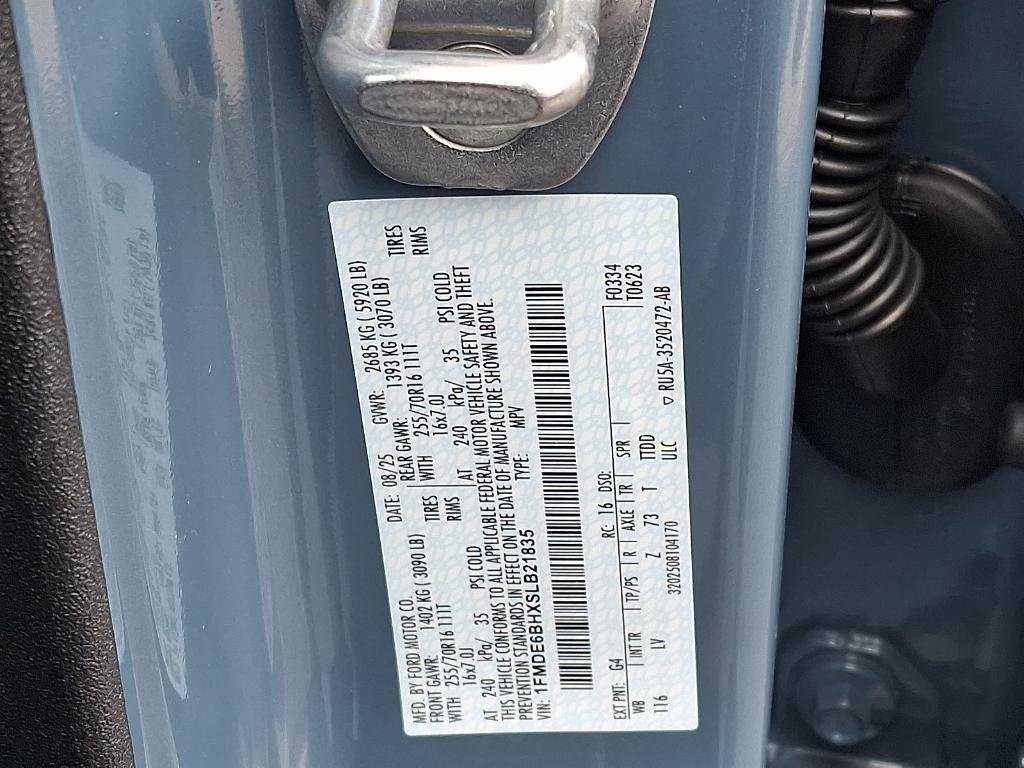 MFD. BY FORD MOTOR CO. DATE: 08/25 GVWR: 2685 KG ( 5920 LB)
FRONT GAWR: 1402 KG ( 3090 LB) REAR GAWR: 1393 KG ( 3070 LB)
WITH 255/70R16 111T TIRES WITH 255/70R16 111T TIRES
16x7.0J RIMS 16x7.0J RIMS
AT 240 kPa/ 35 PSI COLD AT 240 kPa/ 35 PSI COLD
THIS VEHICLE CONFORMS TO ALL APPLICABLE FEDERAL MOTOR VEHICLE SAFETY AND THEFT
PREVENTION STANDARDS IN EFFECT ON THE DATE OF MANUFACTURE SHOWN ABOVE.
VIN: 1FMDE6BHXSLB21835 TYPE: MPV
EXT PNT: G4 RC: 16 DSO: F0334
WB INT TR TP/PS R AXLE TR SPR T0623
116 LV Z 73 T TTDD
3202508104170 ULC
▽ RU5A-3520472-AB